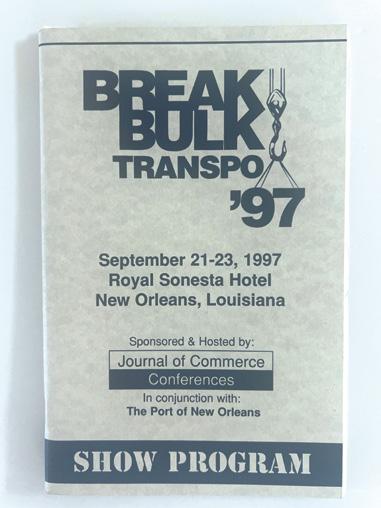 BREAK
BULK
TRANSPO
'97
September 21-23, 1997
Royal Sonesta Hotel
New Orleans, Louisiana
Sponsored & Hosted by:
Journal of Commerce
Conferences
In conjunction with:
The Port of New Orleans
SHOW PROGRAM